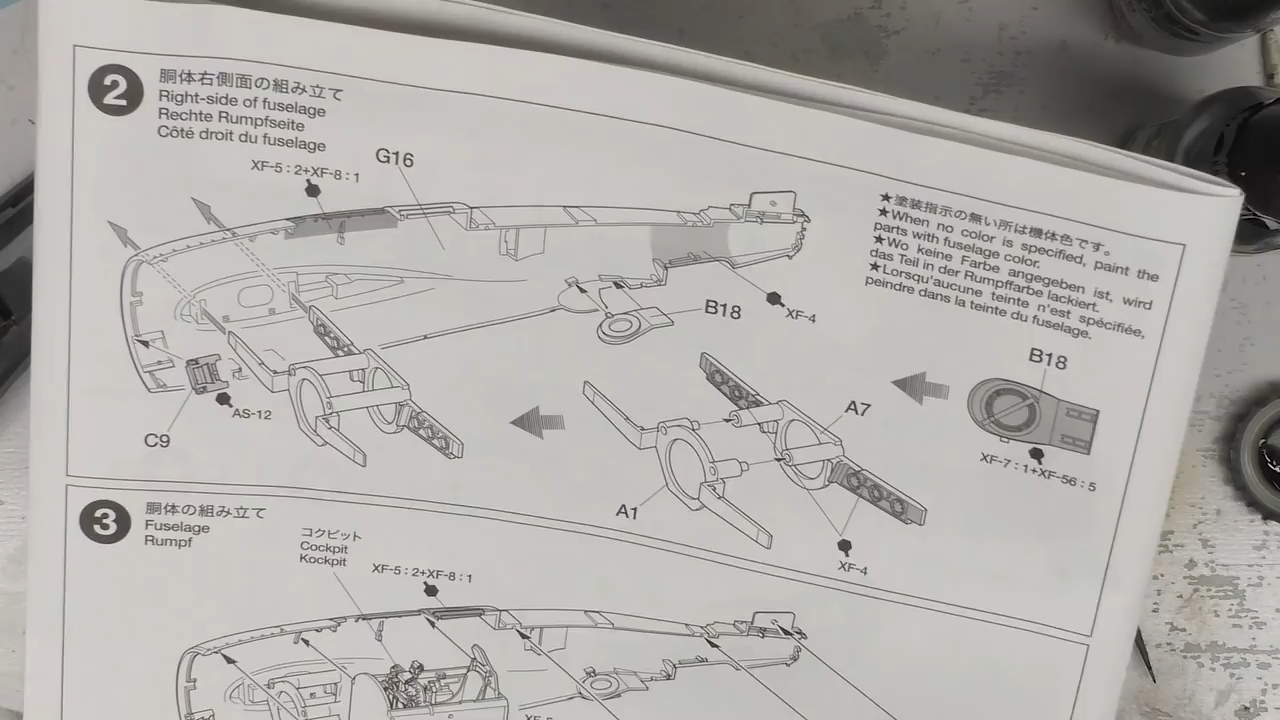 2
胴体右側面の組み立て
Right-side of fuselage
Rechte Rumpfseite
Côté droit du fuselage
XF-5 : 2+XF-8 : 1
G16
★塗装指示の無い所は機体色です。
★When no color is specified, paint the
parts with fuselage color.
★Wo keine Farbe angegeben ist, wird
das Teil in der Rumpffarbe lackiert.
★Lorsqu'aucune teinte n'est spécifiée,
peindre dans la teinte du fuselage.
B18
XF-4
B18
AS-12
C9
A7
XF-7 : 1+XF-56 : 5
A1
XF-4
3
胴体の組み立て
Fuselage
Rumpf
コクピット
Cockpit
Kockpit
XF-5 : 2+XF-8 : 1